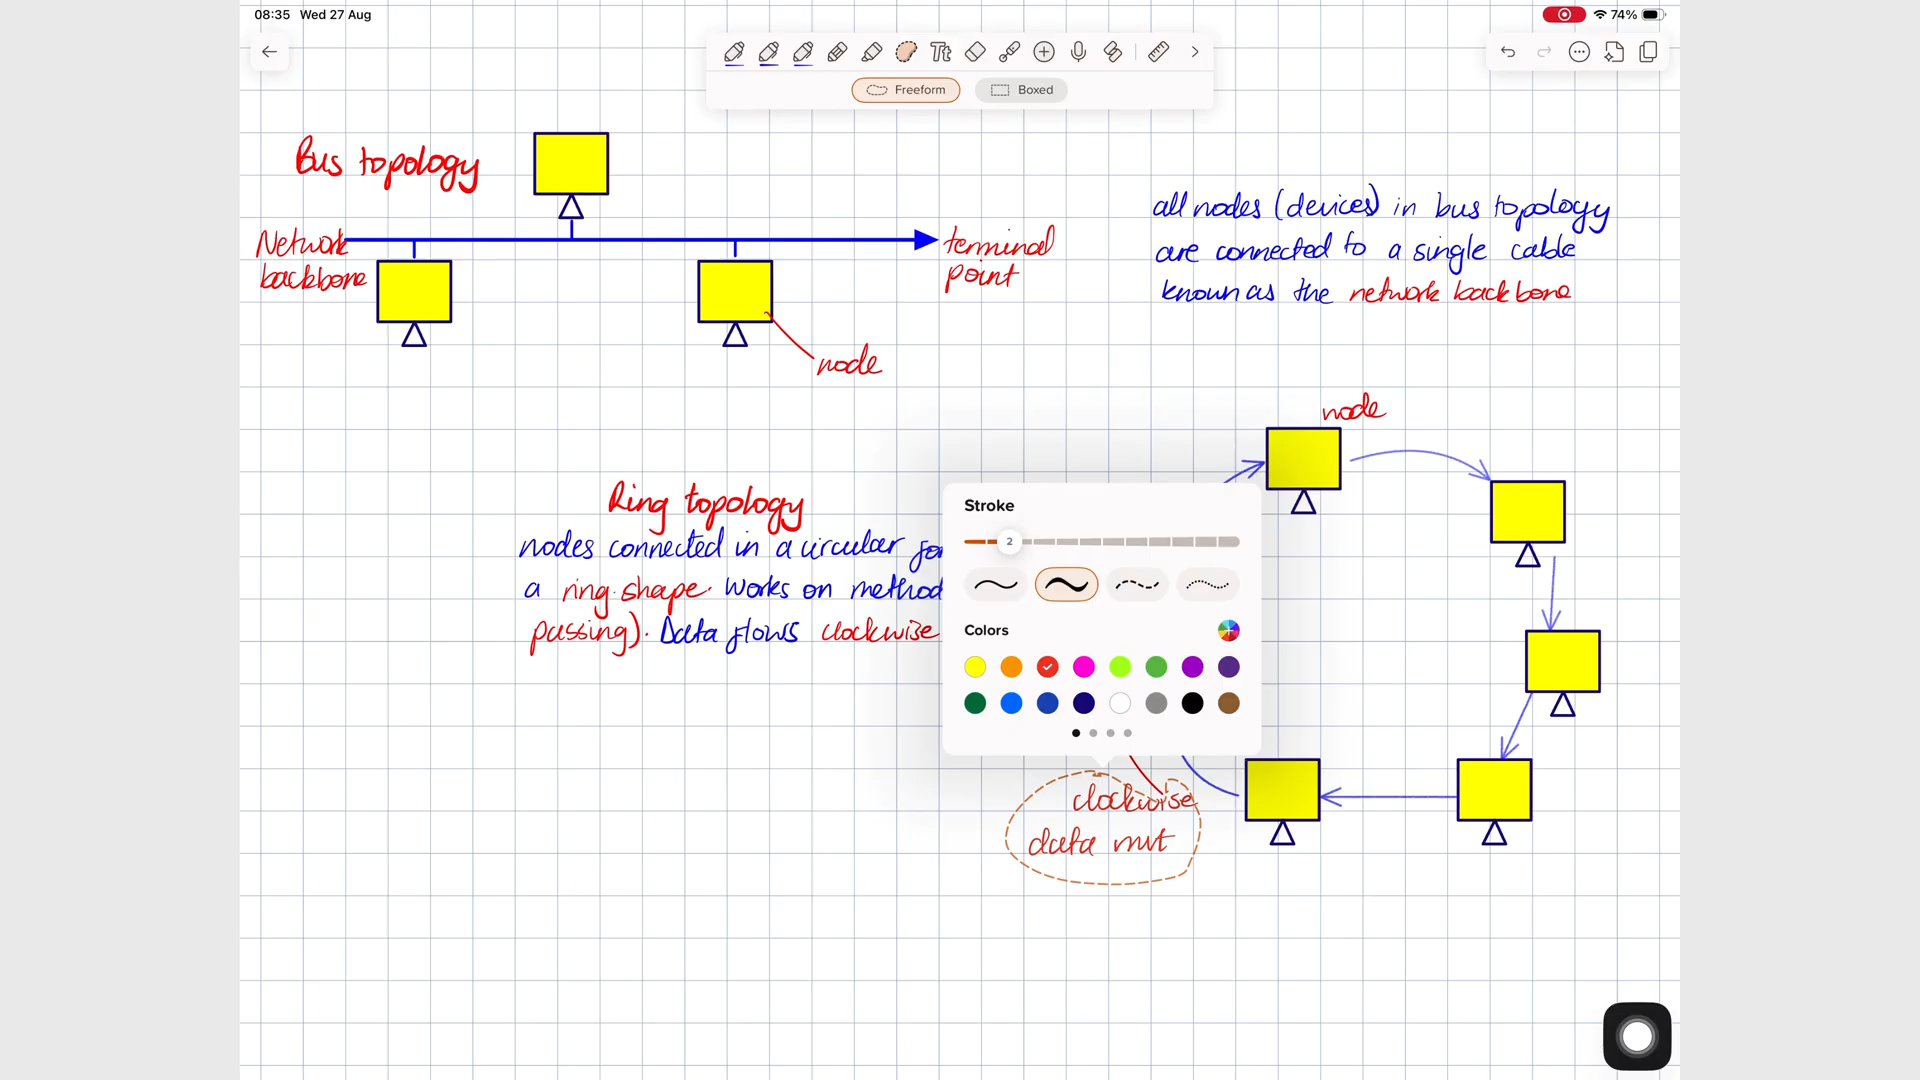 08:35 Wed 27 Aug
74%
Tt
Freeform
Boxed
Bus topology
Network
backbone
terminal
point
node
all nodes (devices) in bus topology
are connected to a single cable
known as the network backbone
node
Ring topology
nodes connected in a circular
a ring shape. Works on method
passing). Data flows clockwise
Stroke
2
Colors
clockwise
data mvt